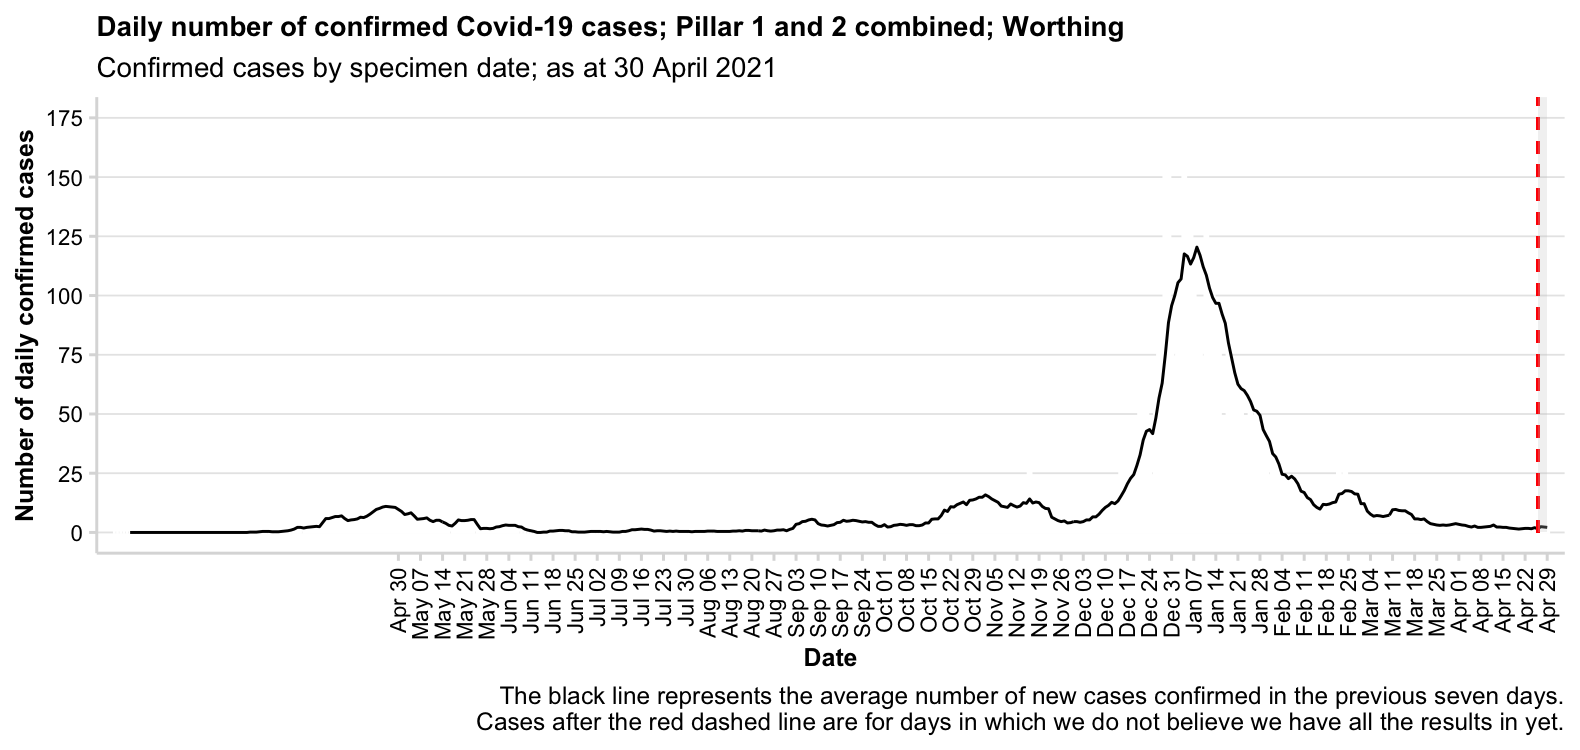 Daily number of confirmed Covid-19 cases; Pillar 1 and 2 combined; Worthing
Confirmed cases by specimen date; as at 30 April 2021
Number of daily confirmed cases
175
150
125
100
75
50
25
0
Apr 30
May 07
May 14
May 21
May 28
Jun 04
Jun 11
Jun 18
Jun 25
Jul 02
Jul 09
Jul 16
Jul 23
Jul 30
Aug 06
Aug 13
Aug 20
Aug 27
Sep 03
Sep 10
Sep 17
Sep 24
Oct 01
Oct 08
Oct 15
Oct 22
Oct 29
Nov 05
Nov 12
Nov 19
Nov 26
Dec 03
Dec 10
Dec 17
Dec 24
Dec 31
Jan 07
Jan 14
Jan 21
Jan 28
Feb 04
Feb 11
Feb 18
Feb 25
Mar 04
Mar 11
Mar 18
Mar 25
Apr 01
Apr 08
Apr 15
Apr 22
Apr 29
Date
The black line represents the average number of new cases confirmed in the previous seven days.
Cases after the red dashed line are for days in which we do not believe we have all the results in yet.